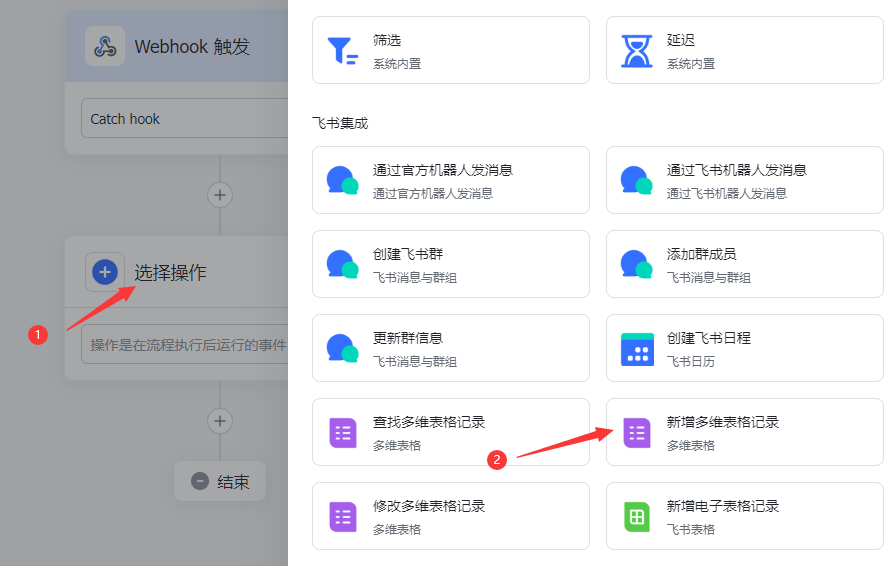 Webhook 触发
Catch hook
1
选择操作
操作是在流程执行后运行的事件
结束
筛选
系统内置
延迟
系统内置
飞书集成
通过官方机器人发消息
通过官方机器人发消息
通过飞书机器人发消息
通过飞书机器人发消息
创建飞书群
飞书消息与群组
添加群成员
飞书消息与群组
更新群信息
飞书消息与群组
创建飞书日程
飞书日历
查找多维表格记录
多维表格
2
新增多维表格记录
多维表格
修改多维表格记录
多维表格
新增电子表格记录
飞书表格